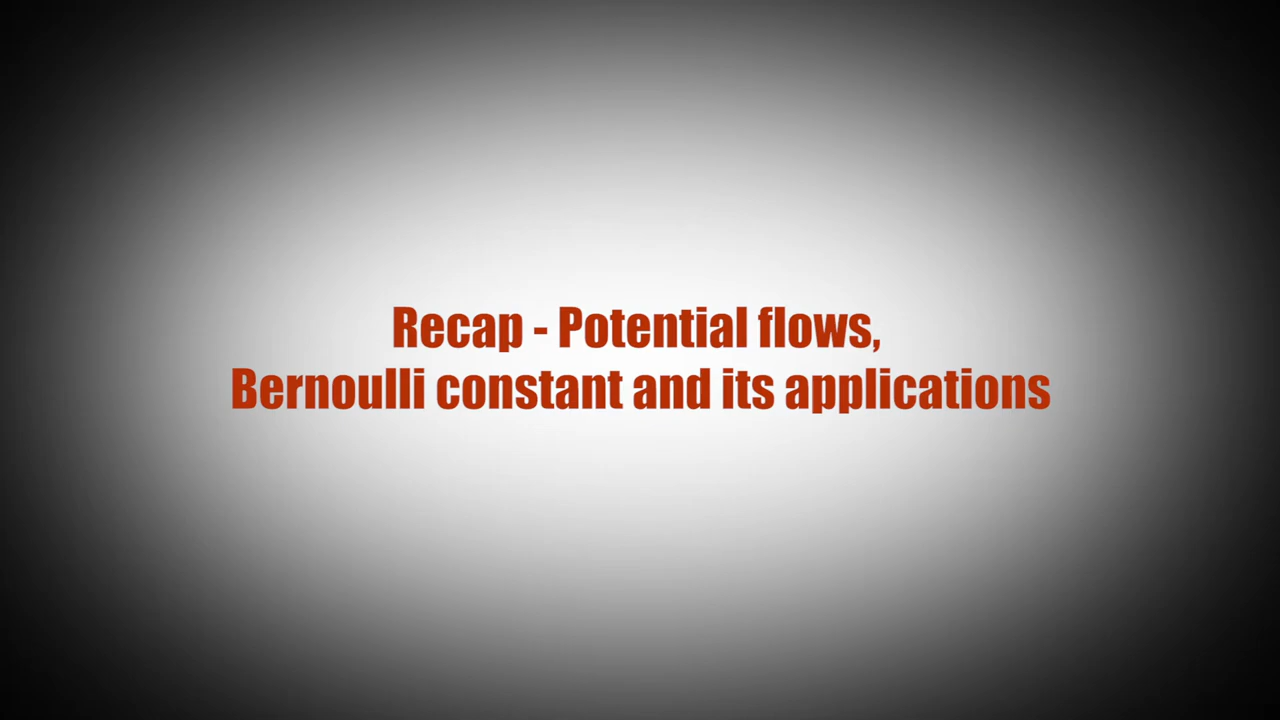 Recap - Potential flows,
Bernoulli constant and its applications